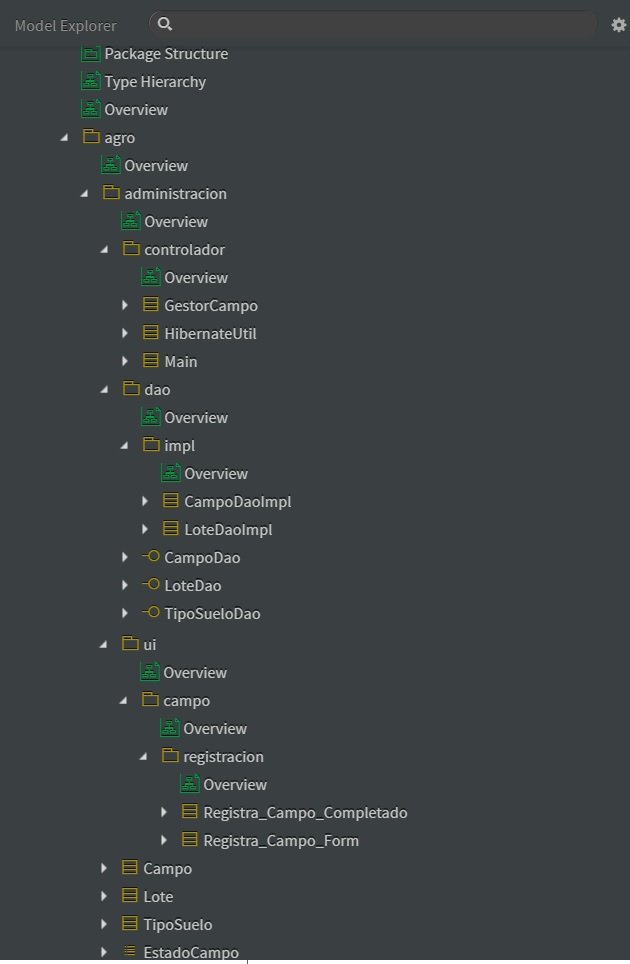 Model Explorer
Package Structure
Type Hierarchy
Overview
agro
Overview
administracion
Overview
controlador
Overview
GestorCampo
HibernateUtil
Main
dao
Overview
impl
Overview
CampoDaoImpl
LoteDaoImpl
CampoDao
LoteDao
TipoSueloDao
ui
Overview
campo
Overview
registracion
Overview
Registra_Campo_Completado
Registra_Campo_Form
Campo
Lote
TipoSuelo
EstadoCampo